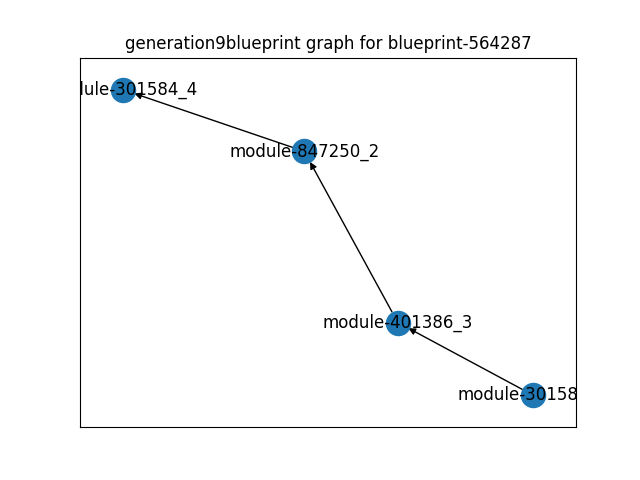 generation9blueprint graph for blueprint-564287
lule-301584_4
module-847250_2
module-401386_3
module-30158